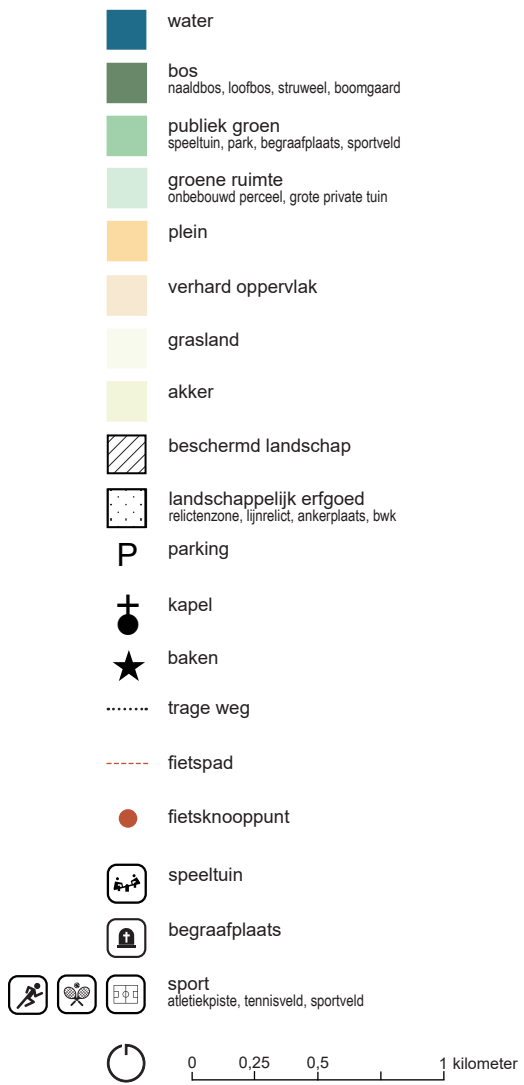 water
bos
naaldbos, loofbos, struweel, boomgaard
publiek groen
speeltuin, park, begraafplaats, sportveld
groene ruimte
onbebouwd perceel, grote private tuin
plein
verhard oppervlak
grasland
akker
beschermd landschap
landschappelijk erfgoed
relictenzone, lijnrelict, ankerplaats, bwk
P parking
kapel
baken
trage weg
fietspad
fietsknooppunt
speeltuin
begraafplaats
sport
atletiekpiste, tennisveld, sportveld
0 0,25 0,5 1 kilometer